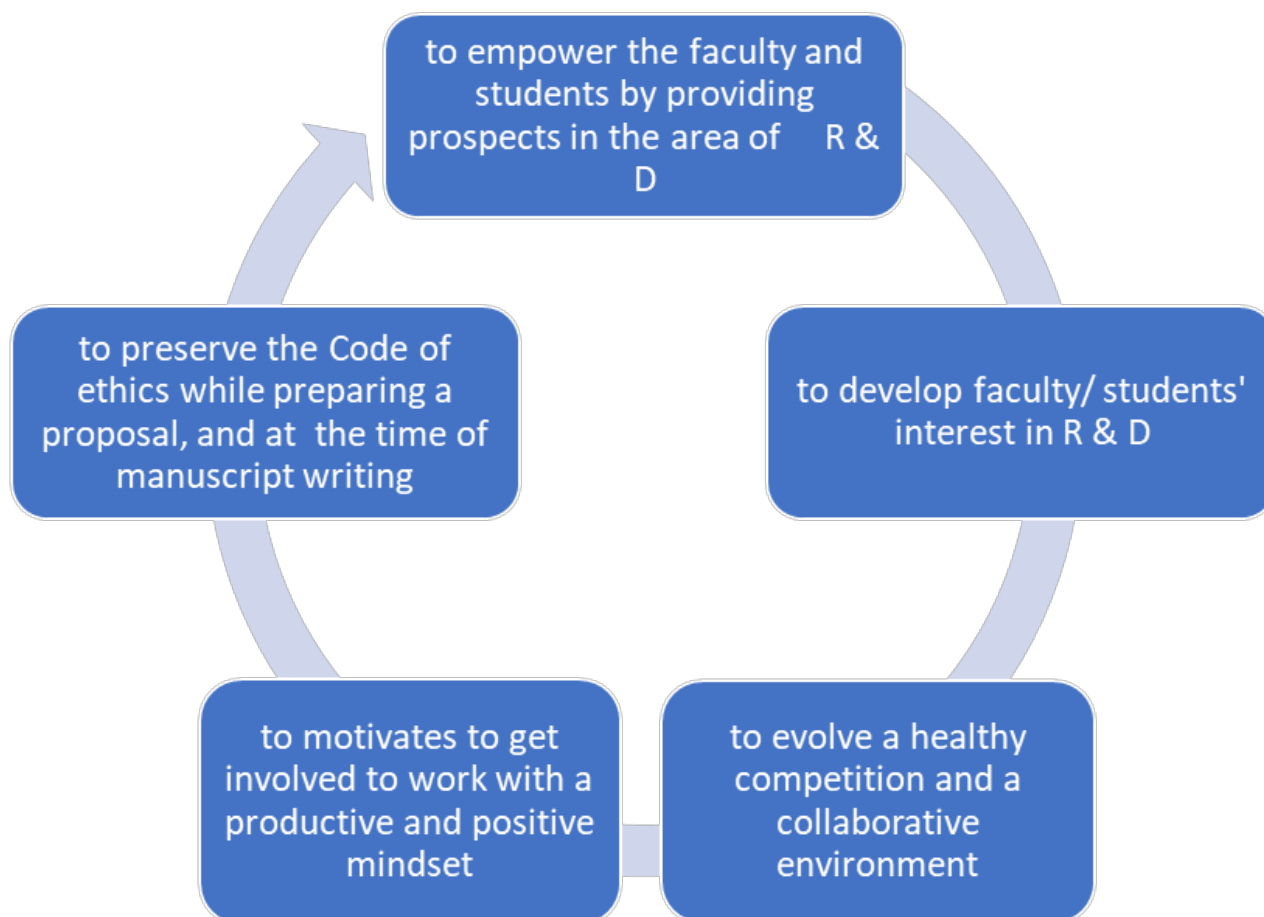 to empower the faculty and
students by providing
prospects in the area of R &
D
to develop faculty/ students'
interest in R & D
to evolve a healthy
competition and a
collaborative
environment
to motivates to get
involved to work with a
productive and positive
mindset
to preserve the Code of
ethics while preparing a
proposal, and at the time of
manuscript writing